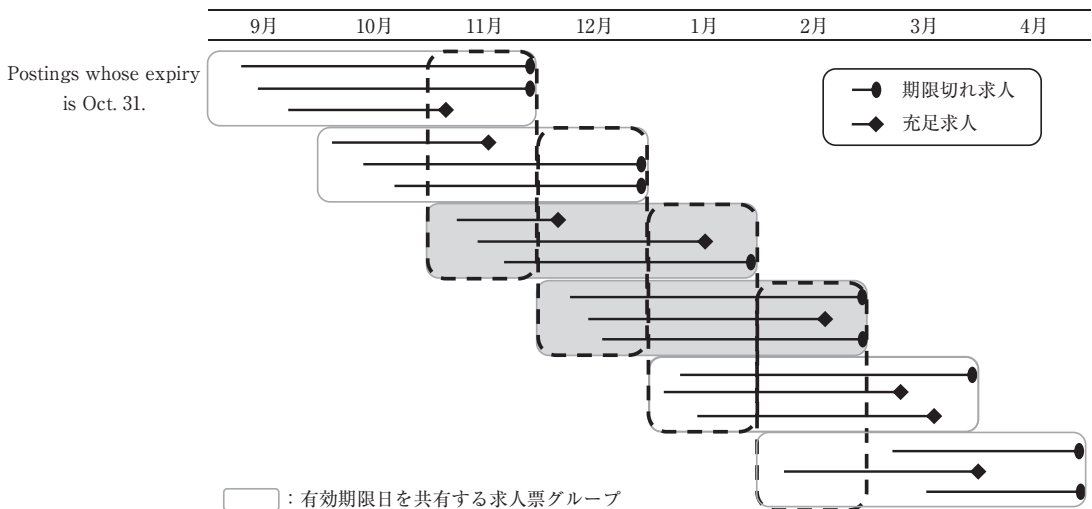 9月 10月 11月 12月 1月 2月 3月 4月
Postings whose expiry
is Oct. 31.
期限切れ求人
充足求人
：有効期限日を共有する求人票グループ